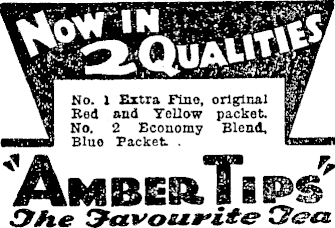 NOW IN
2 QUALITIES
No. 1 Extra Fine, original
Red and Yellow packet.
No. 2 Economy Blend,
Blue Packet.
"AMBER TIPS"
The Favourite Tea